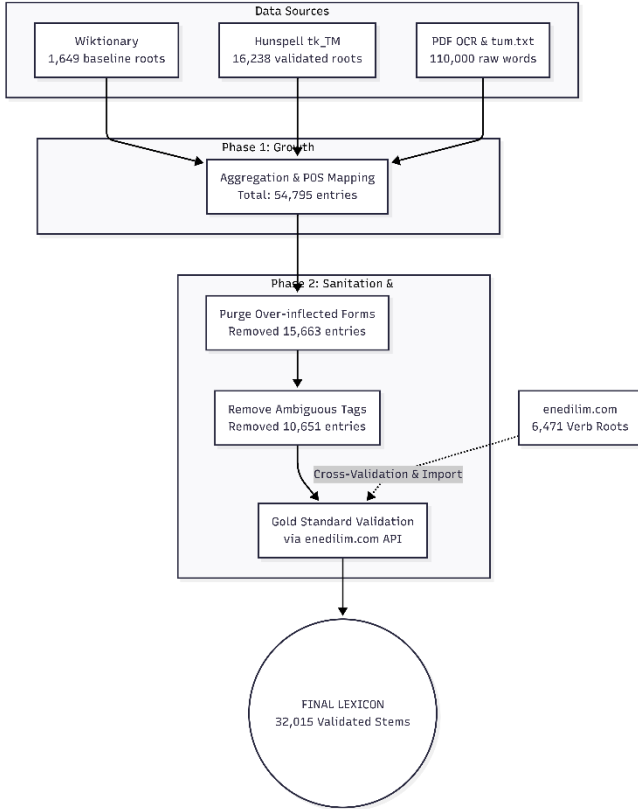 Data Sources
Wiktionary
1,649 baseline roots
Hunspell tk_TM
16,238 validated roots
PDF OCR & tum.txt
110,000 raw words
Phase 1: Growth
Aggregation & POS Mapping
Total: 54,795 entries
Phase 2: Sanitation &
Purge Over-inflected Forms
Removed 15,663 entries
Remove Ambiguous Tags
Removed 10,651 entries
enedilim.com
6,471 Verb Roots
Cross-Validation & Import
Gold Standard Validation
via enedilim.com API
FINAL LEXICON
32,015 Validated Stems